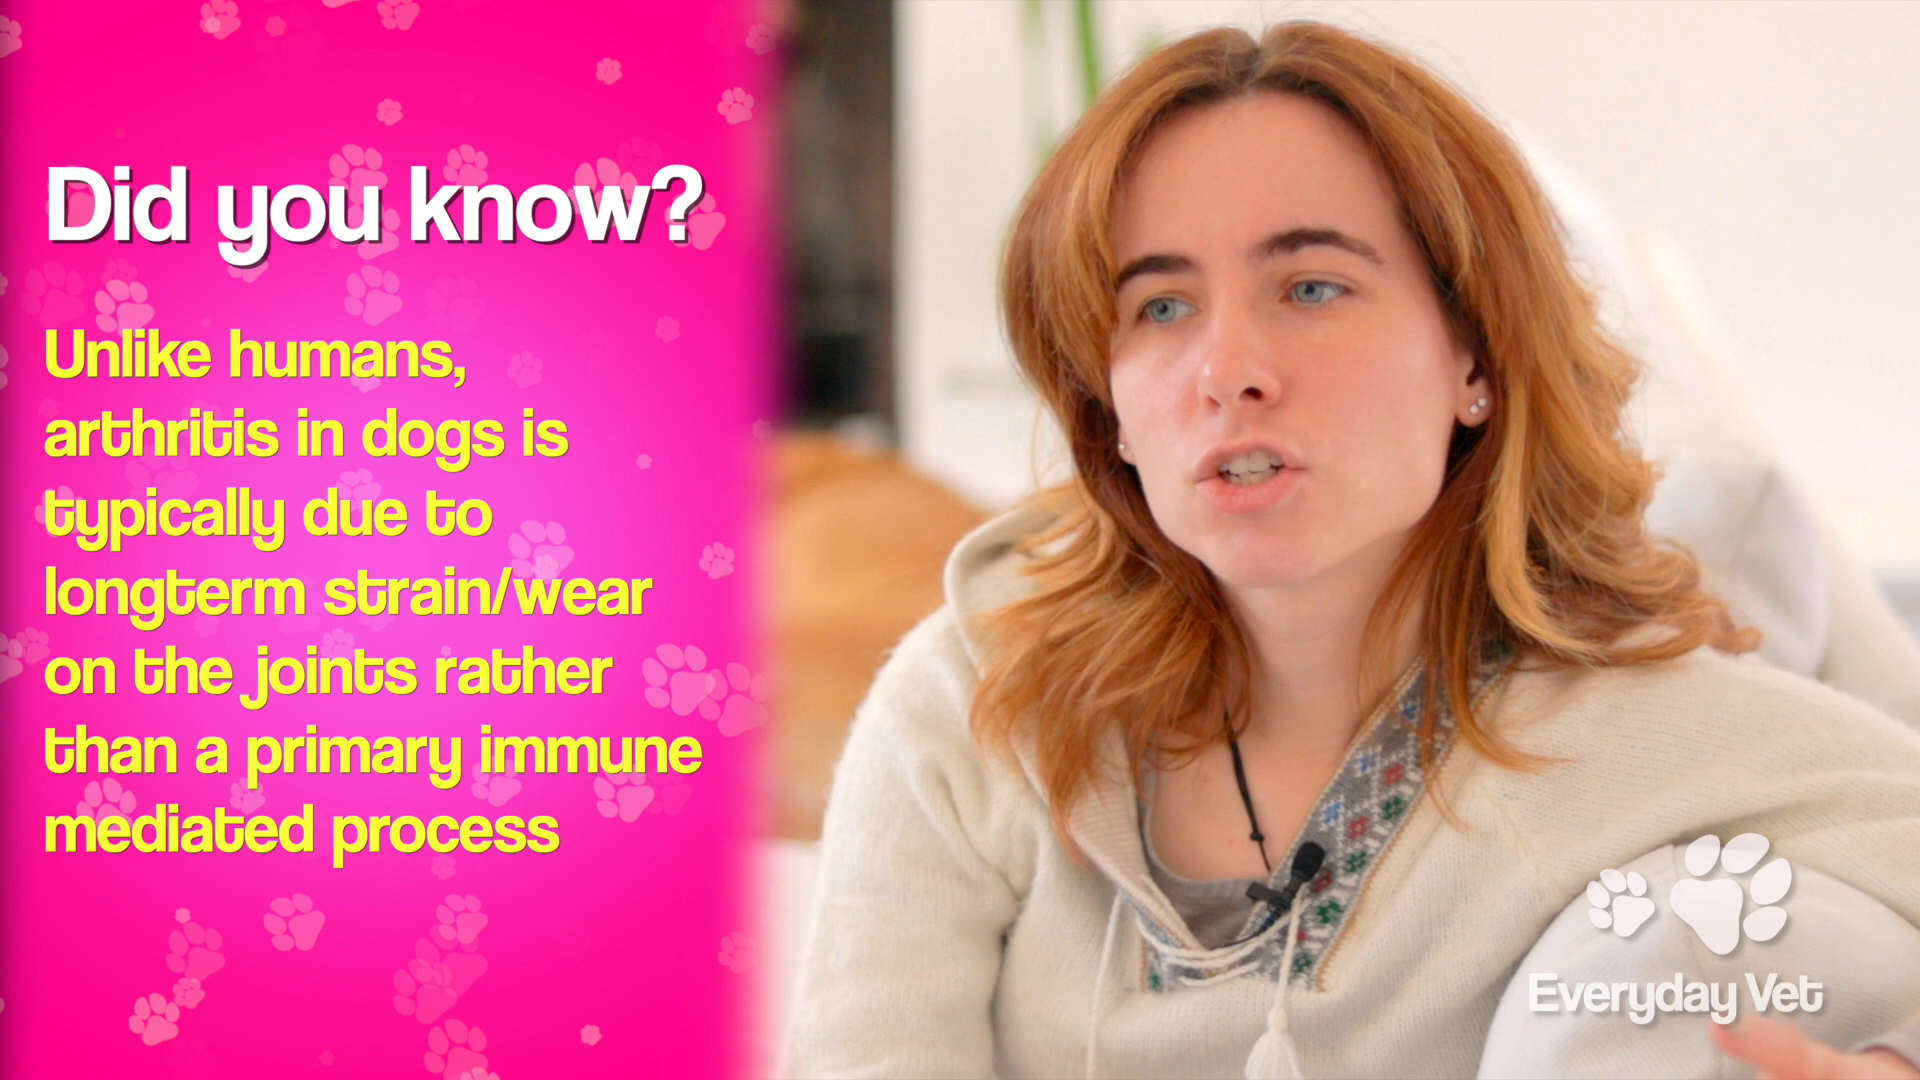 Did you know?
Unlike humans,
arthritis in dogs is
typically due to
longterm strain/wear
on the joints rather
than a primary immune
mediated process
Everyday Vet